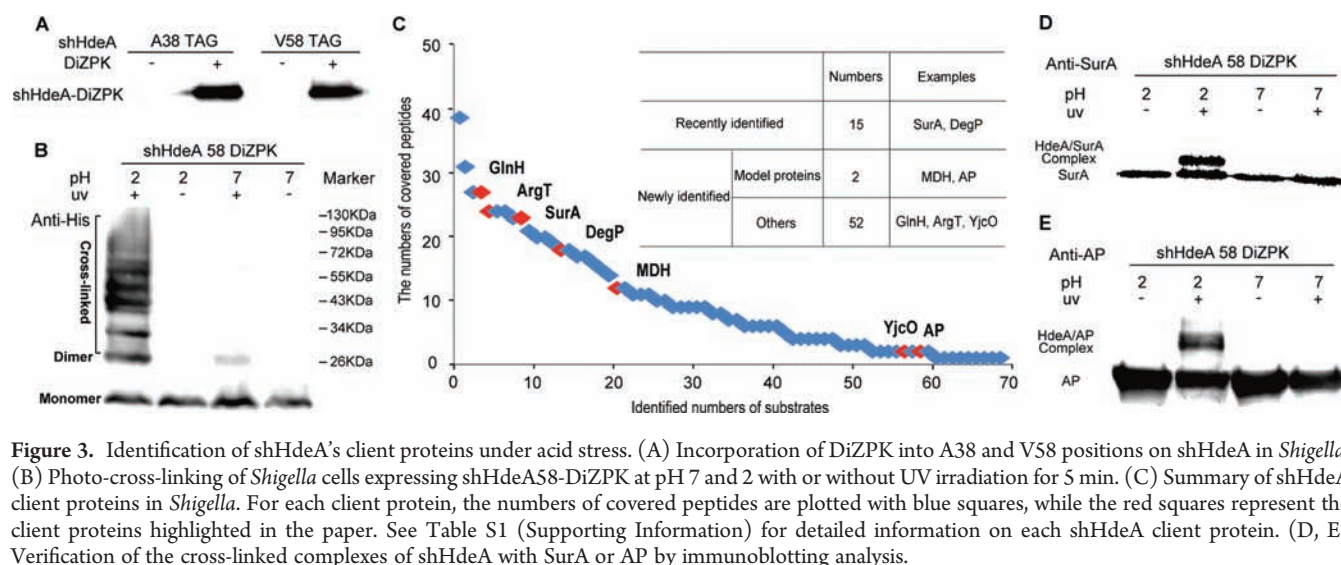 A
shHdeA A38 TAG V58 TAG
DiZPK - + - +
shHdeA-DiZPK
B
shHdeA 58 DiZPK
pH 2 2 7 7 Marker
uv + - + -
Anti-His
Cross-linked
Dimer
Monomer
–130KDa
–95KDa
–72KDa
–55KDa
–43KDa
–34KDa
–26KDa
C
The numbers of covered peptides
50
40
30
20
10
0
0 10 20 30 40 50 60 70
Identified numbers of substrates
GlnH
ArgT
SurA
DegP
MDH
YjcO AP
Numbers Examples
Recently identified 15 SurA, DegP
Newly identified
Model proteins 2 MDH, AP
Others 52 GlnH, ArgT, YjcO
D
Anti-SurA shHdeA 58 DiZPK
pH 2 2 7 7
uv - + - +
HdeA/SurA
Complex
SurA
E
Anti-AP shHdeA 58 DiZPK
pH 2 2 7 7
uv - + - +
HdeA/AP
Complex
AP
Figure 3. Identification of shHdeA's client proteins under acid stress. (A) Incorporation of DiZPK into A38 and V58 positions on shHdeA in Shigella
(B) Photo-cross-linking of Shigella cells expressing shHdeA58-DiZPK at pH 7 and 2 with or without UV irradiation for 5 min. (C) Summary of shHdeA
client proteins in Shigella. For each client protein, the numbers of covered peptides are plotted with blue squares, while the red squares represent th
client proteins highlighted in the paper. See Table S1 (Supporting Information) for detailed information on each shHdeA client protein. (D, E
Verification of the cross-linked complexes of shHdeA with SurA or AP by immunoblotting analysis.